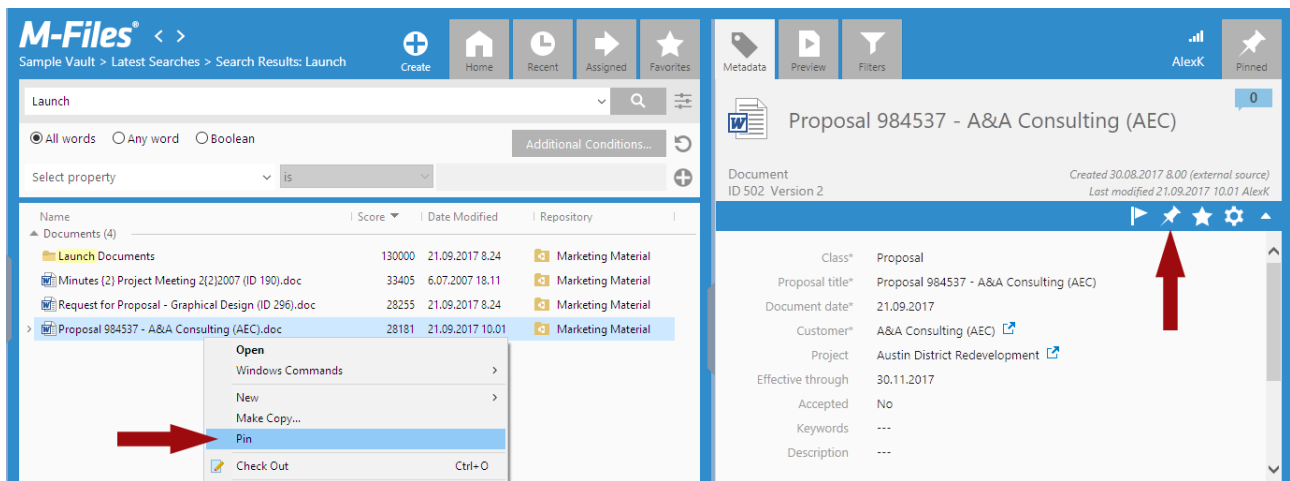 M-Files®
Sample Vault > Latest Searches > Search Results: Launch
Create
Home
Recent
Assigned
Favorites
Launch
All words
Any word
Boolean
Additional Conditions...
Select property
is
Name
Score
Date Modified
Repository
Documents (4)
Launch Documents 130000 21.09.2017 8.24 Marketing Material
Minutes {2} Project Meeting 2{2}2007 (ID 190).doc 33405 6.07.2007 18.11 Marketing Material
Request for Proposal - Graphical Design (ID 296).doc 28255 21.09.2017 8.24 Marketing Material
Proposal 984537 - A&A Consulting (AEC).doc 28181 21.09.2017 10.01 Marketing Material
Open
Windows Commands
New
Make Copy...
Pin
Check Out Ctrl+O
Metadata
Preview
Filters
AlexK
Pinned
0
W
Proposal 984537 - A&A Consulting (AEC)
Document
ID 502 Version 2
Created 30.08.2017 8.00 (external source)
Last modified 21.09.2017 10.01 AlexK
Class* Proposal
Proposal title* Proposal 984537 - A&A Consulting (AEC)
Document date* 21.09.2017
Customer* A&A Consulting (AEC)
Project Austin District Redevelopment
Effective through 30.11.2017
Accepted No
Keywords ---
Description ---